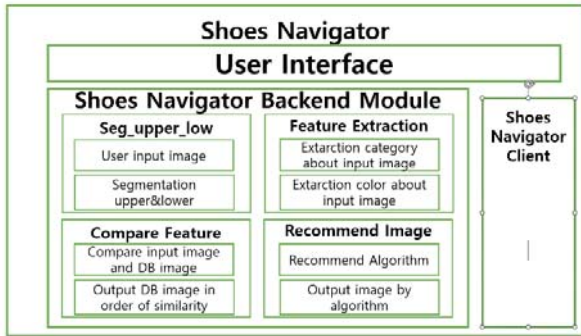 Shoes Navigator
User Interface
Shoes Navigator Backend Module
Seg_upper_low
User input image
Segmentation
upper&lower
Feature Extraction
Extarction category
about input image
Extarction color about
input image
Compare Feature
Compare input image
and DB image
Output DB image in
order of similarity
Recommend Image
Recommend Algorithm
Output image by
algorithm
Shoes
Navigator
Client